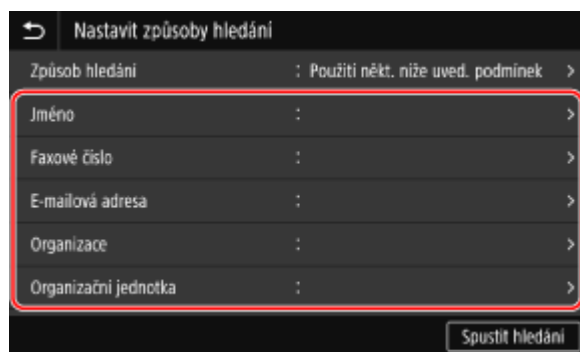 Nastavit způsoby hledání
Způsob hledání : Použití někt. níže uved. podmínek >
Jméno : >
Faxové číslo : >
E-mailová adresa : >
Organizace : >
Organizační jednotka : >
Spustit hledání